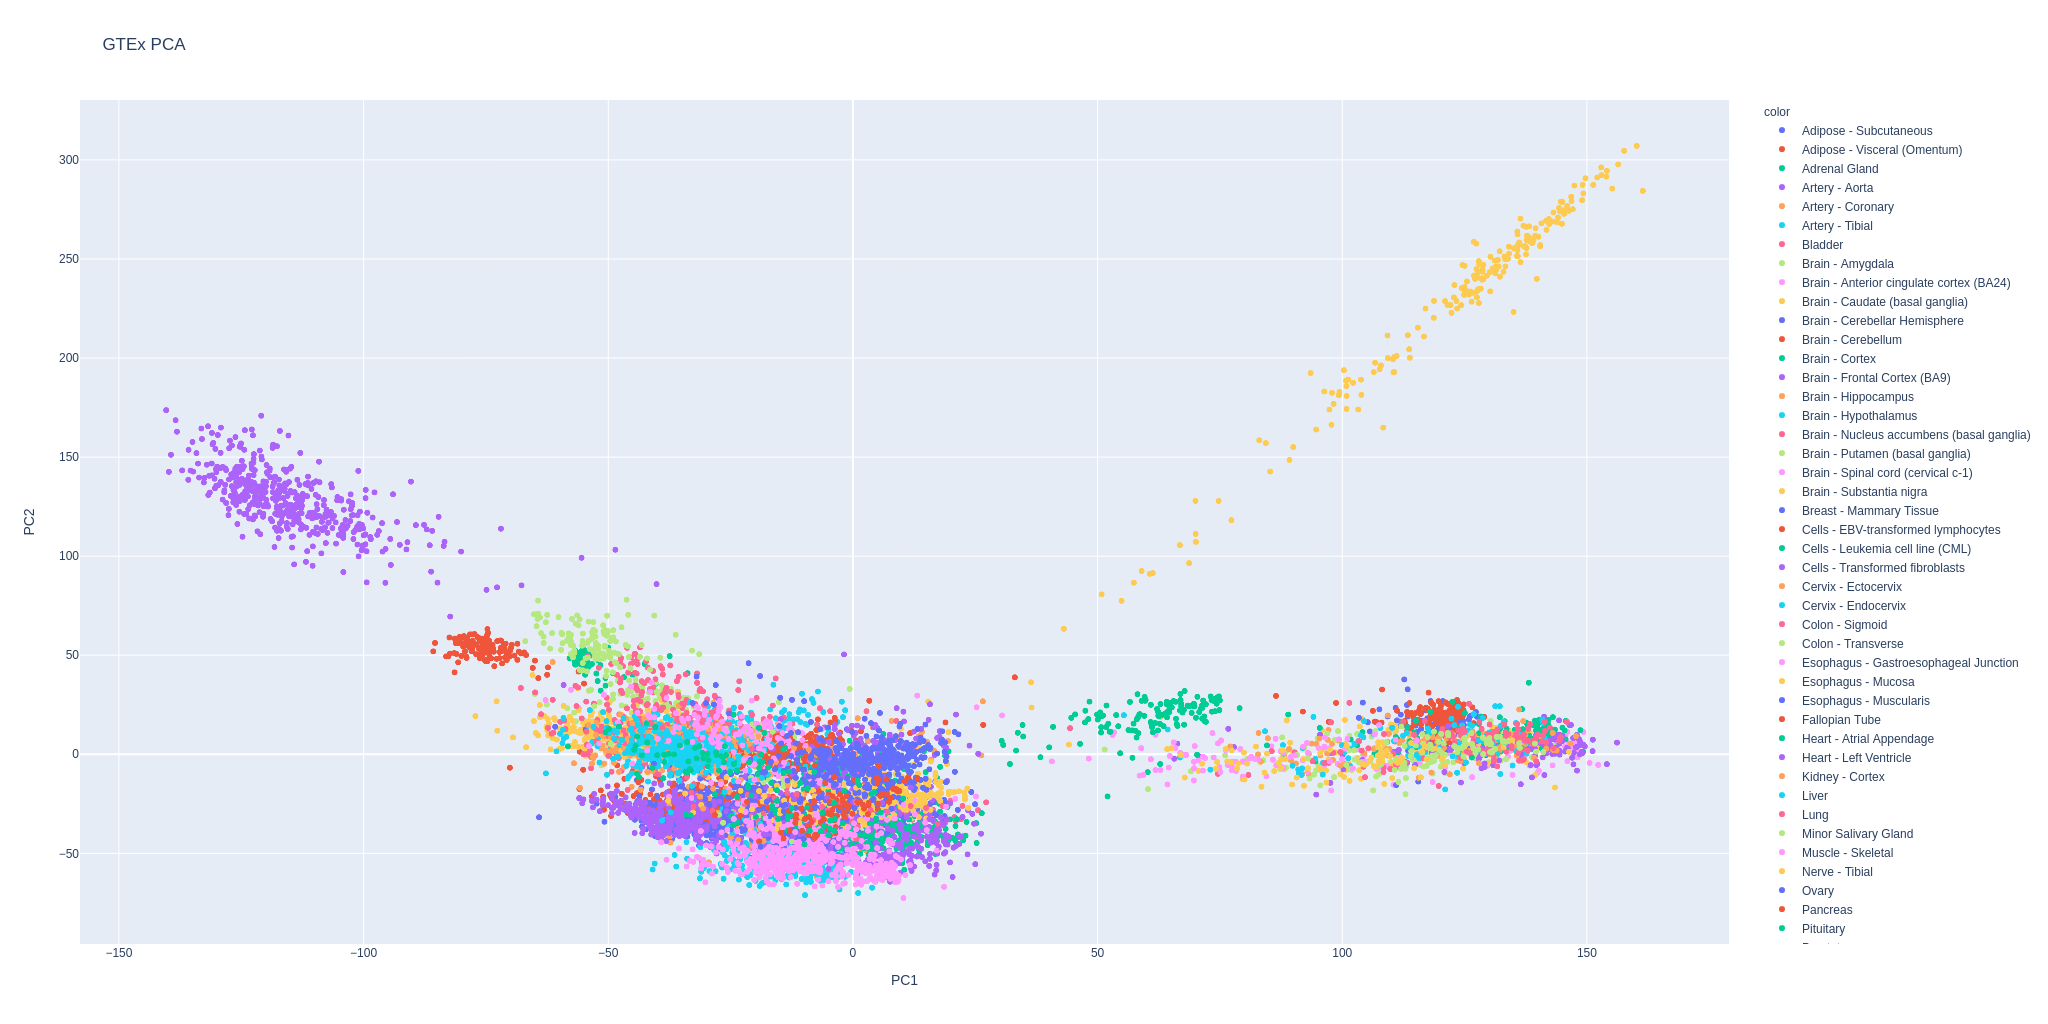 GTEx PCA
color
Adipose - Subcutaneous
Adipose - Visceral (Omentum)
Adrenal Gland
Artery - Aorta
Artery - Coronary
Artery - Tibial
Bladder
Brain - Amygdala
Brain - Anterior cingulate cortex (BA24)
Brain - Caudate (basal ganglia)
Brain - Cerebellar Hemisphere
Brain - Cerebellum
Brain - Cortex
Brain - Frontal Cortex (BA9)
Brain - Hippocampus
Brain - Hypothalamus
Brain - Nucleus accumbens (basal ganglia)
Brain - Putamen (basal ganglia)
Brain - Spinal cord (cervical c-1)
Brain - Substantia nigra
Breast - Mammary Tissue
Cells - EBV-transformed lymphocytes
Cells - Leukemia cell line (CML)
Cells - Transformed fibroblasts
Cervix - Ectocervix
Cervix - Endocervix
Colon - Sigmoid
Colon - Transverse
Esophagus - Gastroesophageal Junction
Esophagus - Mucosa
Esophagus - Muscularis
Fallopian Tube
Heart - Atrial Appendage
Heart - Left Ventricle
Kidney - Cortex
Liver
Lung
Minor Salivary Gland
Muscle - Skeletal
Nerve - Tibial
Ovary
Pancreas
Pituitary
300
250
200
150
100
50
0
−50
PC2
−150
−100
−50
0
50
100
150
PC1